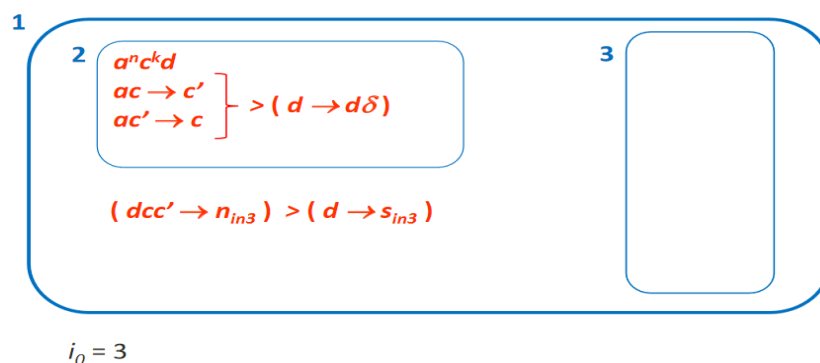 1
2
3
aⁿcᵏd
ac → c’
ac’ → c
> ( d → dδ )
( dcc’ → n_in3 ) > ( d → s_in3 )
i₀ = 3